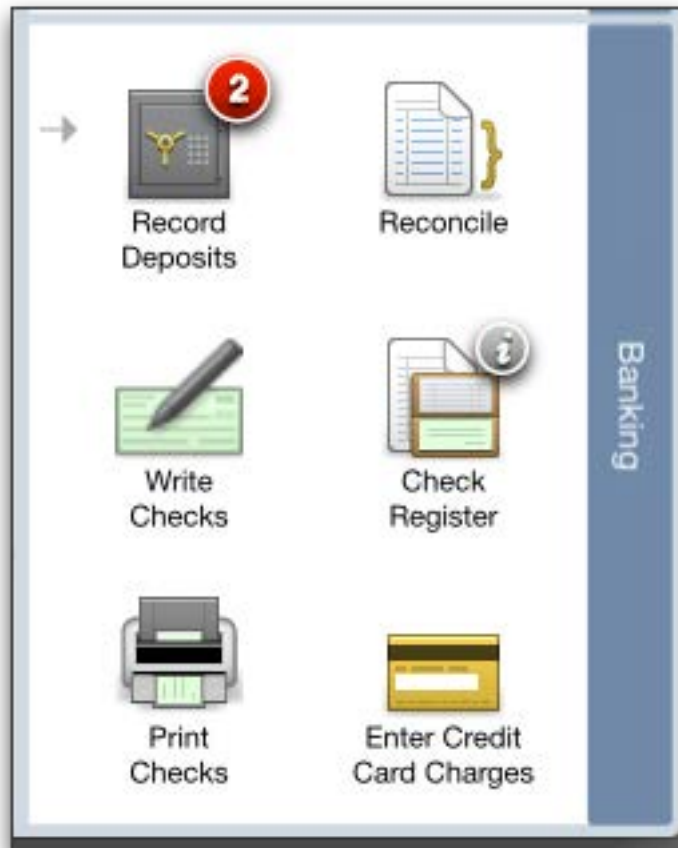 2
Record
Deposits
Reconcile
Write
Checks
i
Check
Register
Print
Checks
Enter Credit
Card Charges
Banking